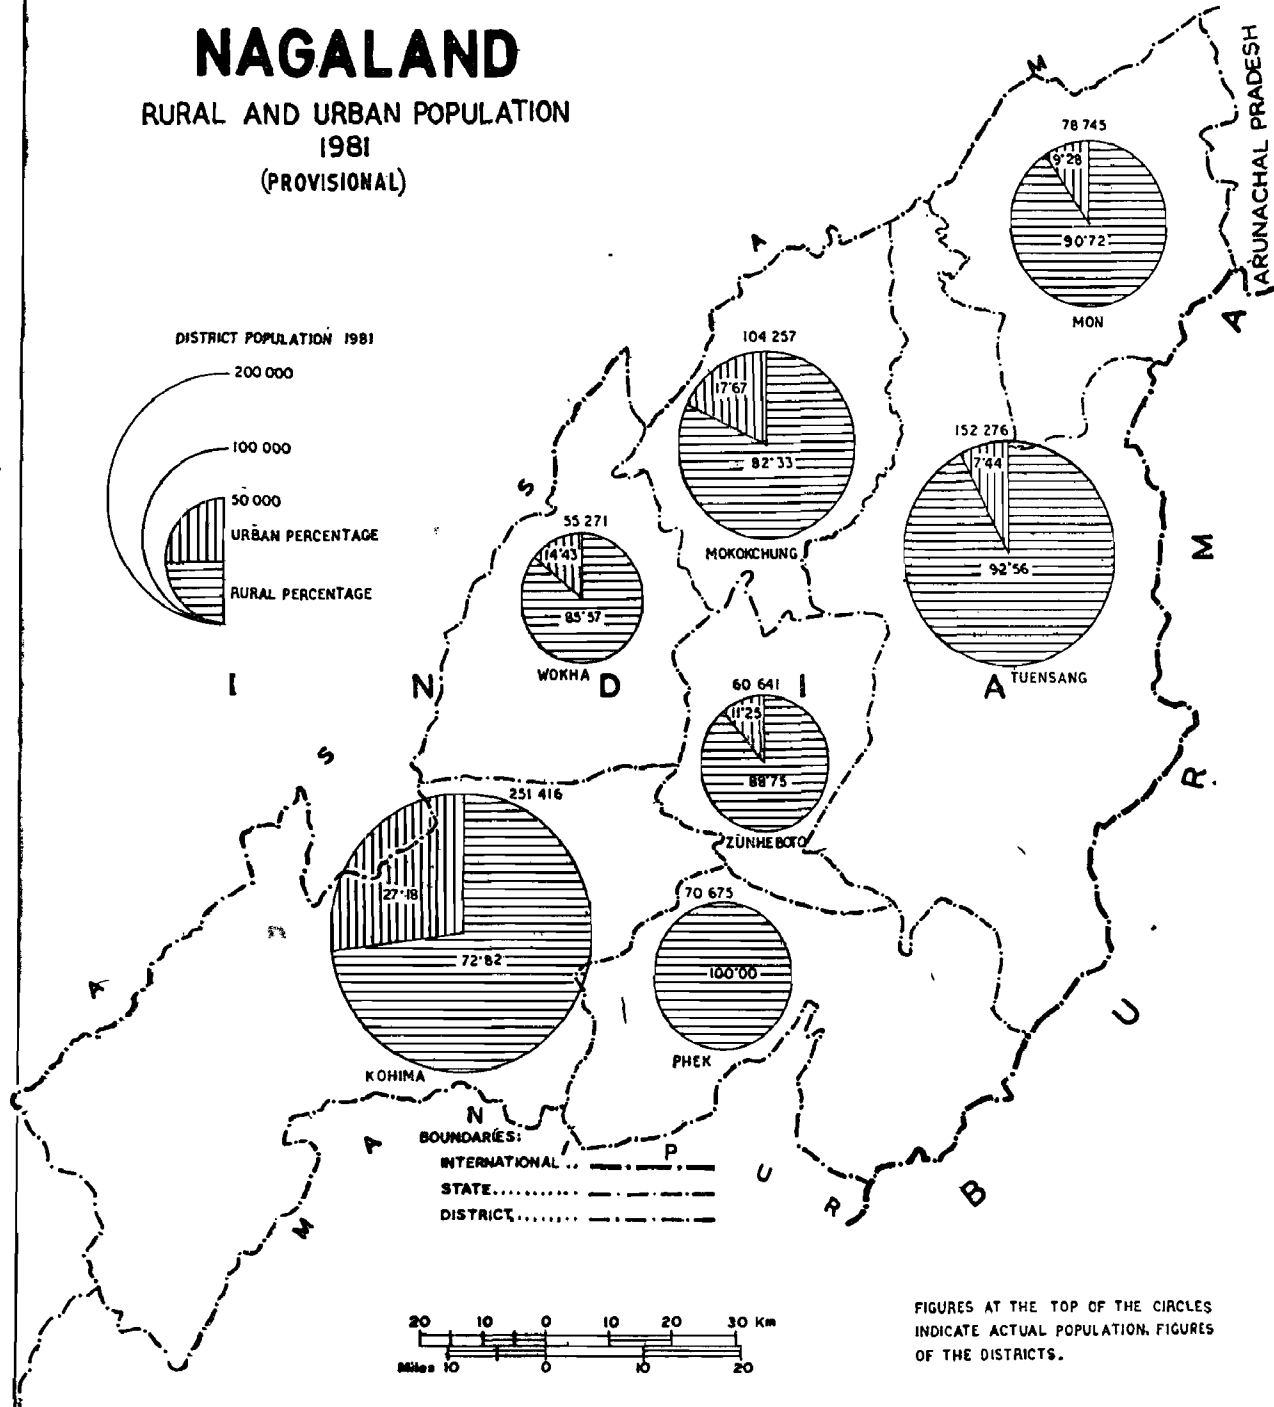 NAGALAND
RURAL AND URBAN POPULATION
1981
(PROVISIONAL)
M
ARUNACHAL PRADESH
78 745
9·28
90·72
MON
A
S
A
DISTRICT POPULATION 1981
200 000
100 000
50 000
URBAN PERCENTAGE
RURAL PERCENTAGE
104 257
17·67
82·33
MOKOKCHUNG
152 276
7·44
92·56
TUENSANG
S
55 271
14·43
85·57
WOKHA
M
I N D I A
60 641
11·25
88·75
ZUNHEBOTO
R
S
251 416
27·18
72·82
KOHIMA
70 675
100·00
PHEK
A
U
N
A
P
U
R
B
M
BOUNDARIES:
INTERNATIONAL ..
STATE...........
DISTRICT........
20 10 0 10 20 30 Km
Miles 10 0 10 20
FIGURES AT THE TOP OF THE CIRCLES
INDICATE ACTUAL POPULATION. FIGURES
OF THE DISTRICTS.